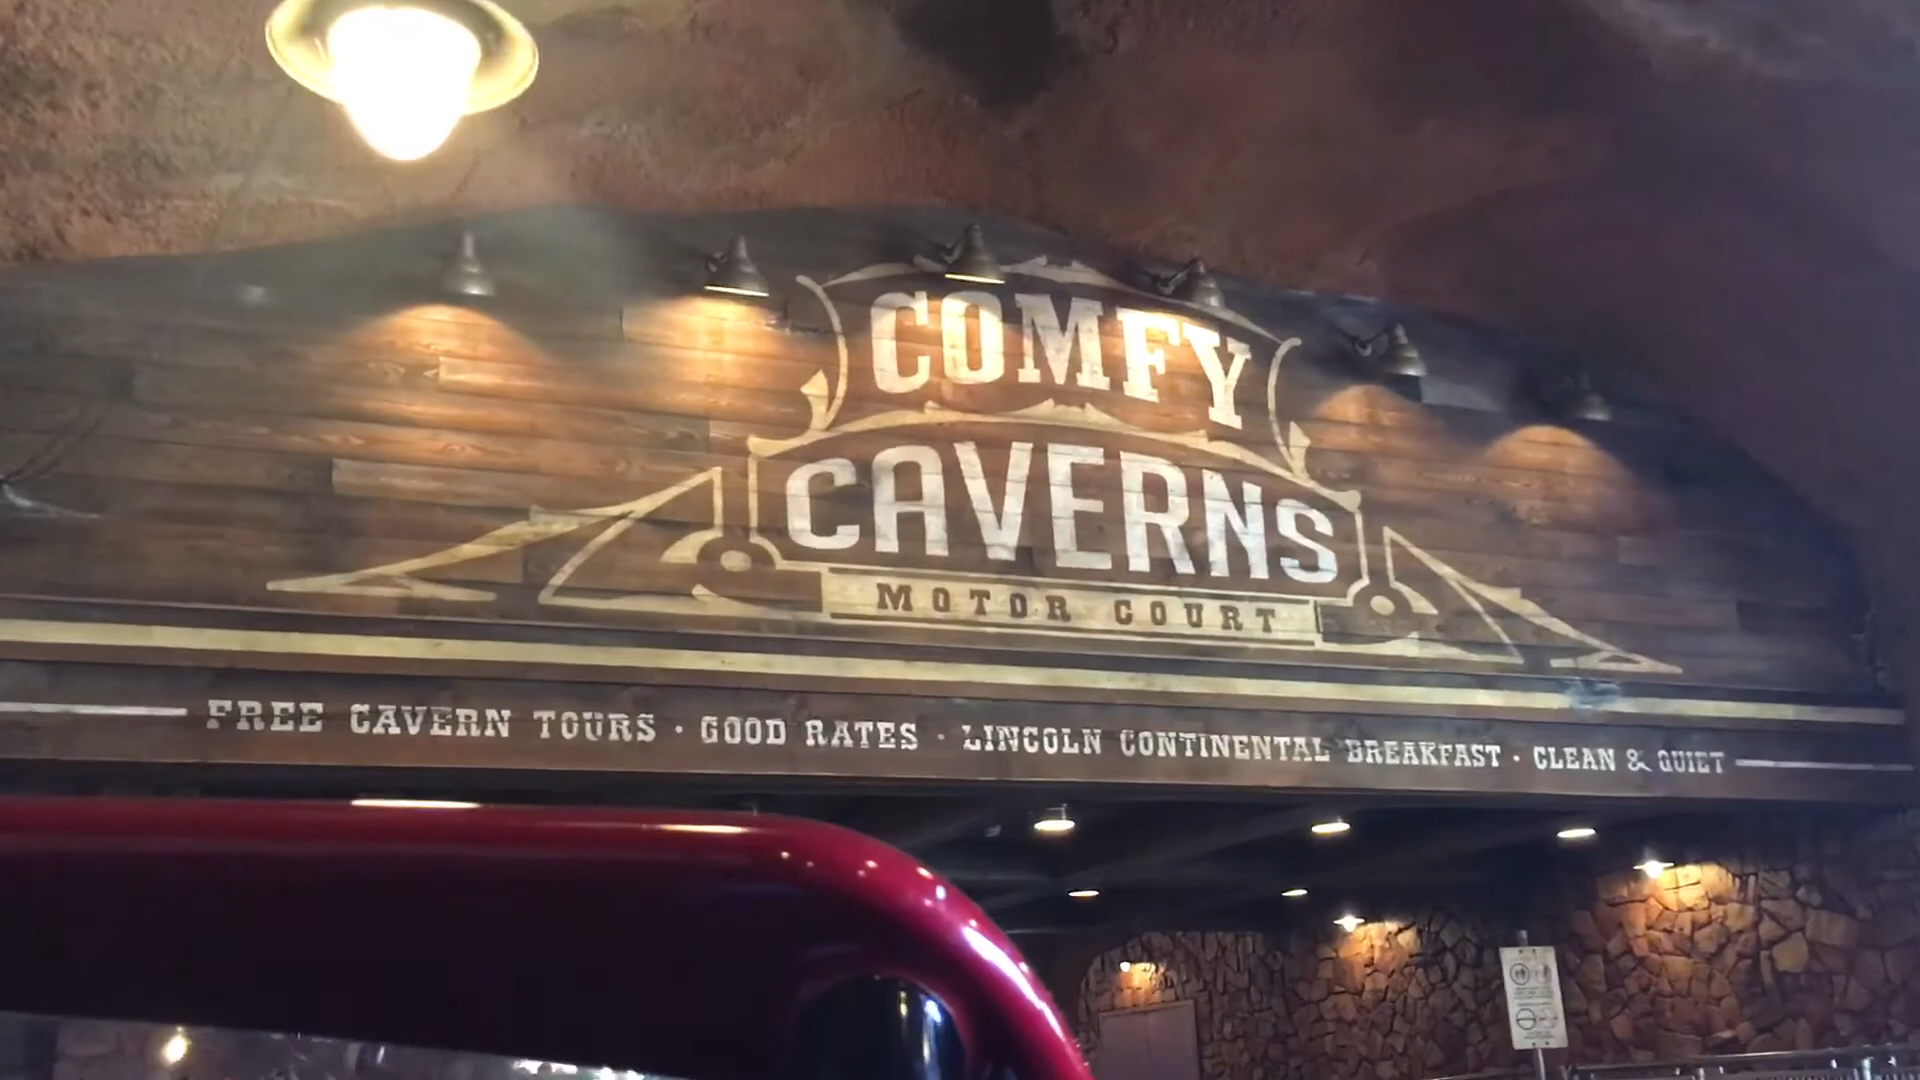 COMFY
CAVERNS
MOTOR COURT
FREE CAVERN TOURS · GOOD RATES · LINCOLN CONTINENTAL BREAKFAST · CLEAN & QUIET